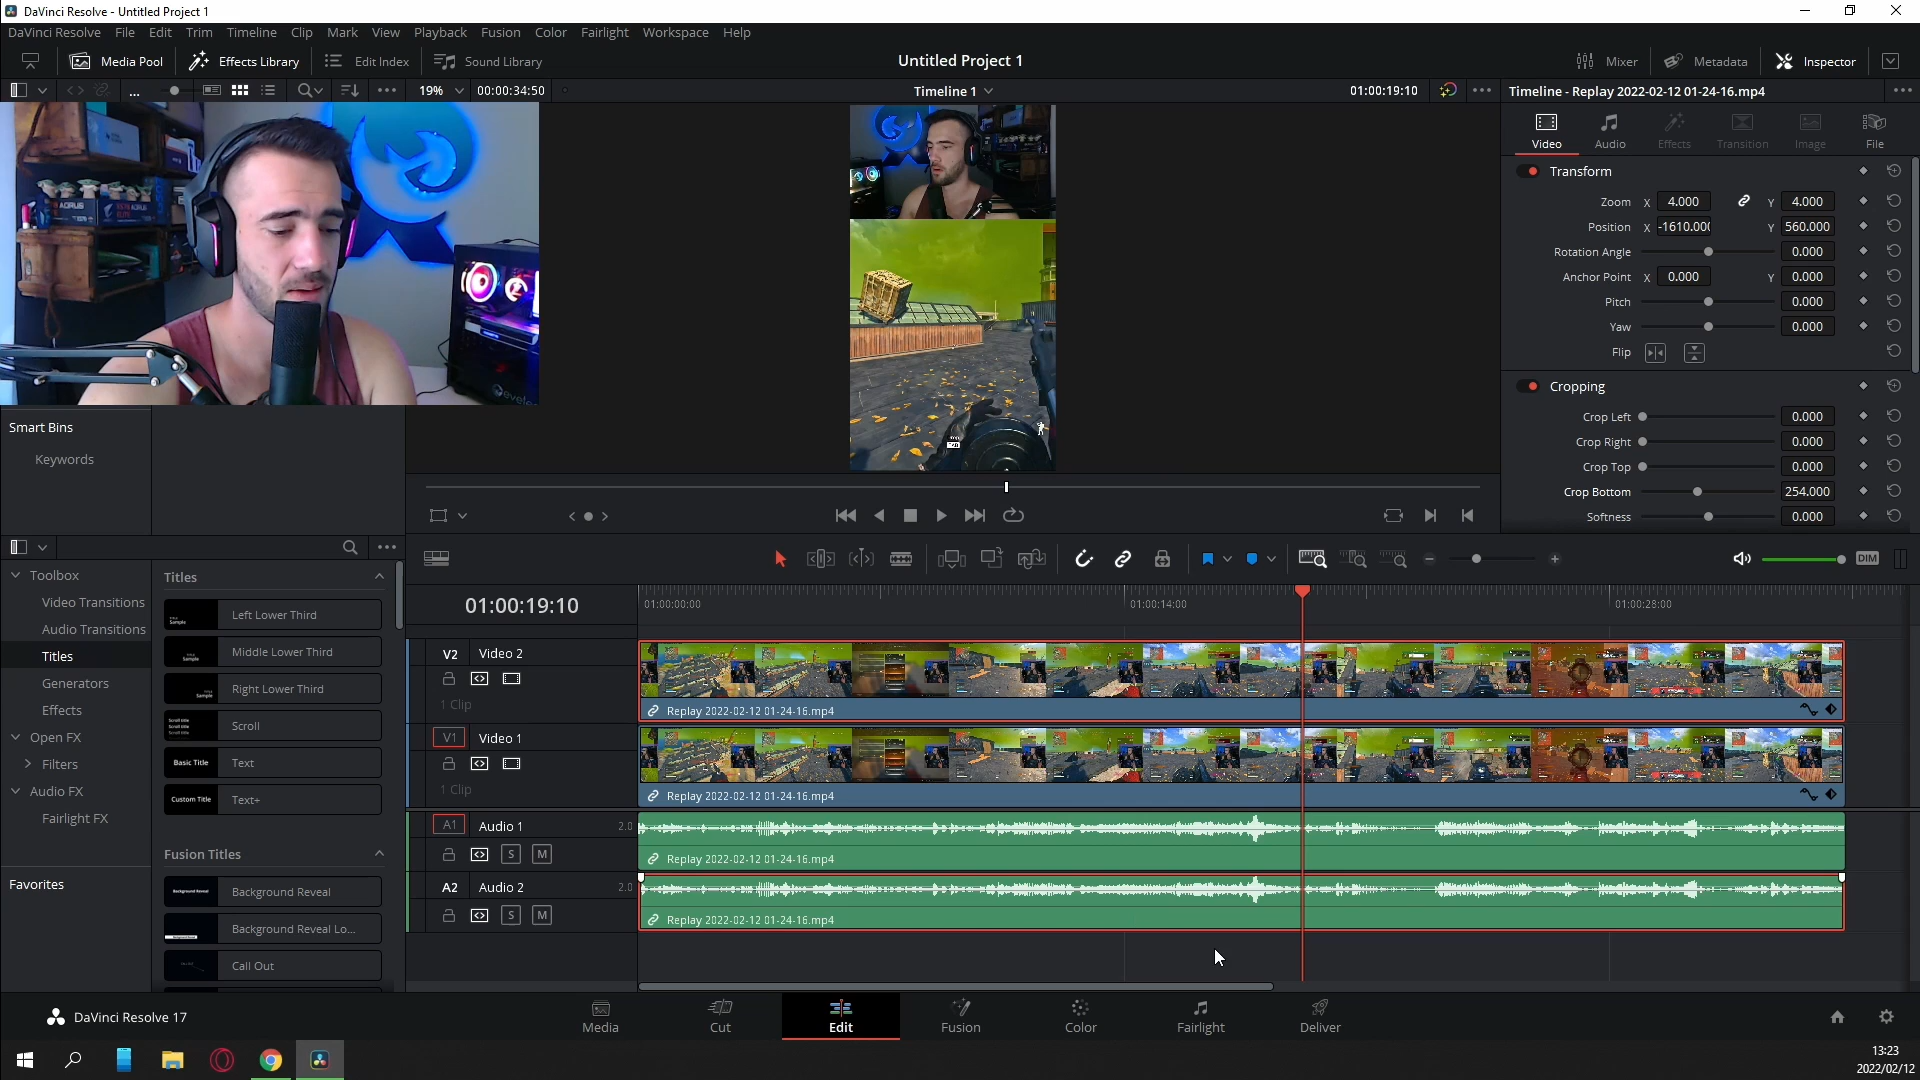 DaVinci Resolve - Untitled Project 1
DaVinci Resolve File Edit Trim Timeline Clip Mark View Playback Fusion Color Fairlight Workspace Help
Media Pool Effects Library Edit Index Sound Library Untitled Project 1 Mixer Metadata Inspector
19% 00:00:34:50 Timeline 1 01:00:19:10 Timeline - Replay 2022-02-12 01-24-16.mp4
Video Audio Effects Transition Image File
Transform
Zoom X 4.000 Y 4.000
Position X -1610.000 Y 560.000
Rotation Angle 0.000
Anchor Point X 0.000 Y 0.000
Pitch 0.000
Yaw 0.000
Flip
Cropping
Crop Left 0.000
Crop Right 0.000
Crop Top 0.000
Crop Bottom 254.000
Softness 0.000
AORUS
Smart Bins
Keywords
Toolbox
Video Transitions
Audio Transitions
Titles
Generators
Effects
Open FX
Filters
Audio FX
Fairlight FX
Favorites
Titles
Left Lower Third
Middle Lower Third
Right Lower Third
Scroll
Basic Title Text
Custom Title Text+
Fusion Titles
Background Reveal Background Reveal
Background Reveal Lo...
Call Out
DIM
01:00:19:10 01:00:00:00 01:00:14:00 01:00:28:00
V2 Video 2
1 Clip
Replay 2022-02-12 01-24-16.mp4
V1 Video 1
1 Clip
Replay 2022-02-12 01-24-16.mp4
A1 Audio 1 2.0
S M
Replay 2022-02-12 01-24-16.mp4
A2 Audio 2 2.0
S M
Replay 2022-02-12 01-24-16.mp4
DaVinci Resolve 17
Media Cut Edit Fusion Color Fairlight Deliver
13:23
2022/02/12